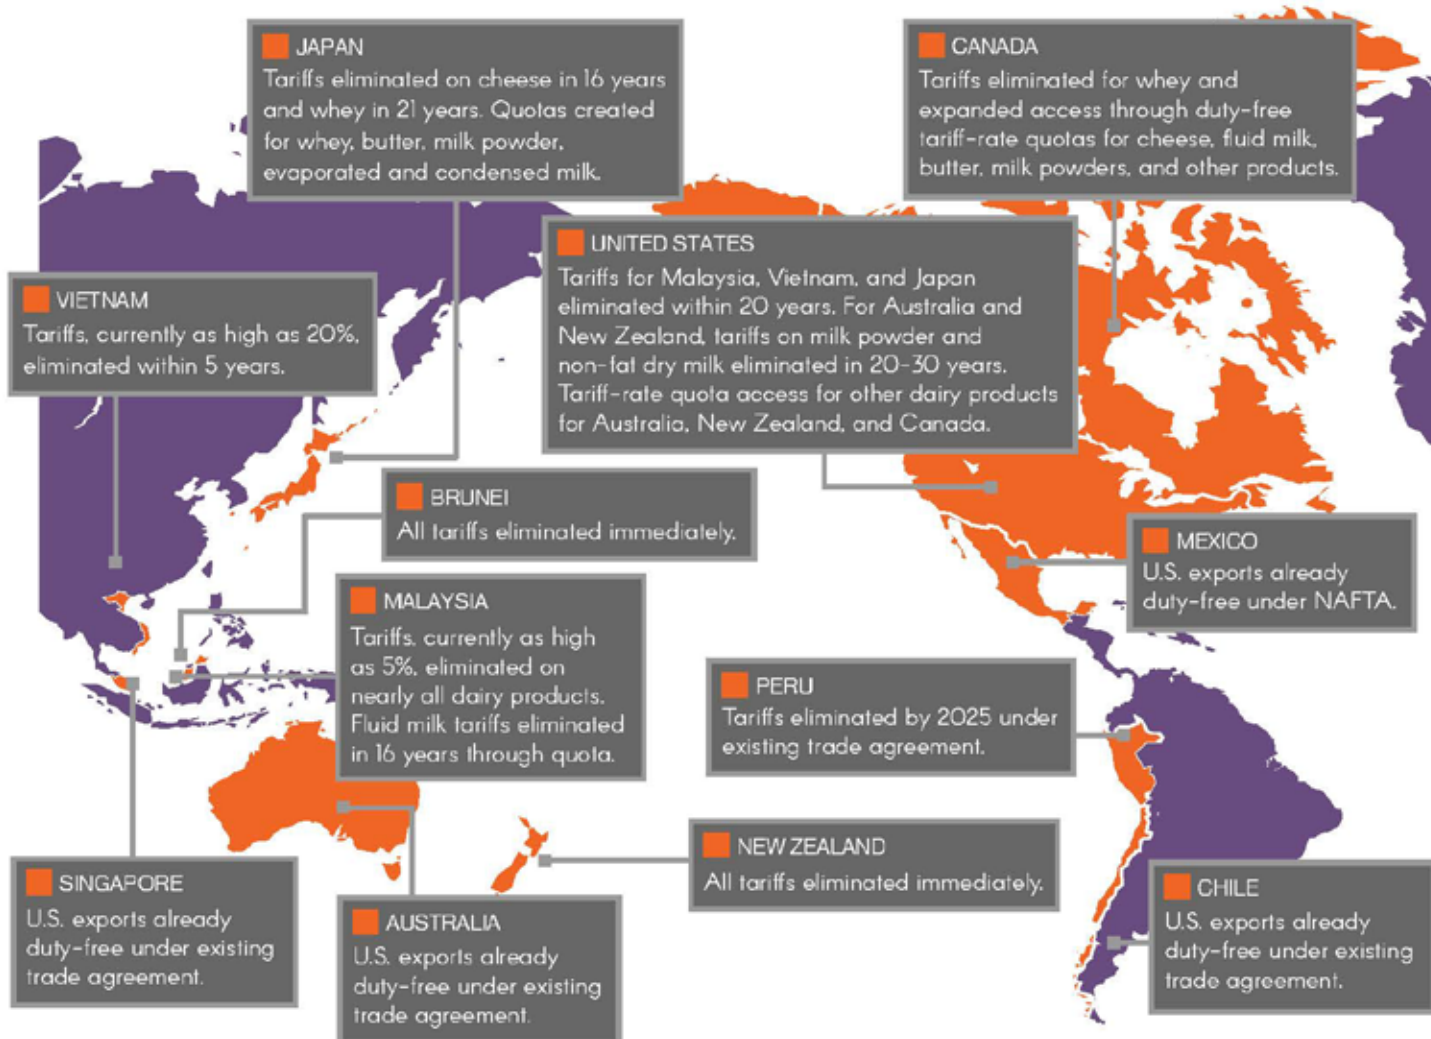 JAPAN
Tariffs eliminated on cheese in 16 years
and whey in 21 years. Quotas created
for whey, butter, milk powder,
evaporated and condensed milk.
CANADA
Tariffs eliminated for whey and
expanded access through duty-free
tariff-rate quotas for cheese, fluid milk,
butter, milk powders, and other products.
UNITED STATES
Tariffs for Malaysia, Vietnam, and Japan
eliminated within 20 years. For Australia and
New Zealand, tariffs on milk powder and
non-fat dry milk eliminated in 20-30 years.
Tariff-rate quota access for other dairy products
for Australia, New Zealand, and Canada.
VIETNAM
Tariffs, currently as high as 20%,
eliminated within 5 years.
BRUNEI
All tariffs eliminated immediately.
MEXICO
U.S. exports already
duty-free under NAFTA.
MALAYSIA
Tariffs, currently as high
as 5%, eliminated on
nearly all dairy products.
Fluid milk tariffs eliminated
in 16 years through quota.
PERU
Tariffs eliminated by 2025 under
existing trade agreement.
NEW ZEALAND
All tariffs eliminated immediately.
SINGAPORE
U.S. exports already
duty-free under existing
trade agreement.
AUSTRALIA
U.S. exports already
duty-free under existing
trade agreement.
CHILE
U.S. exports already
duty-free under existing
trade agreement.